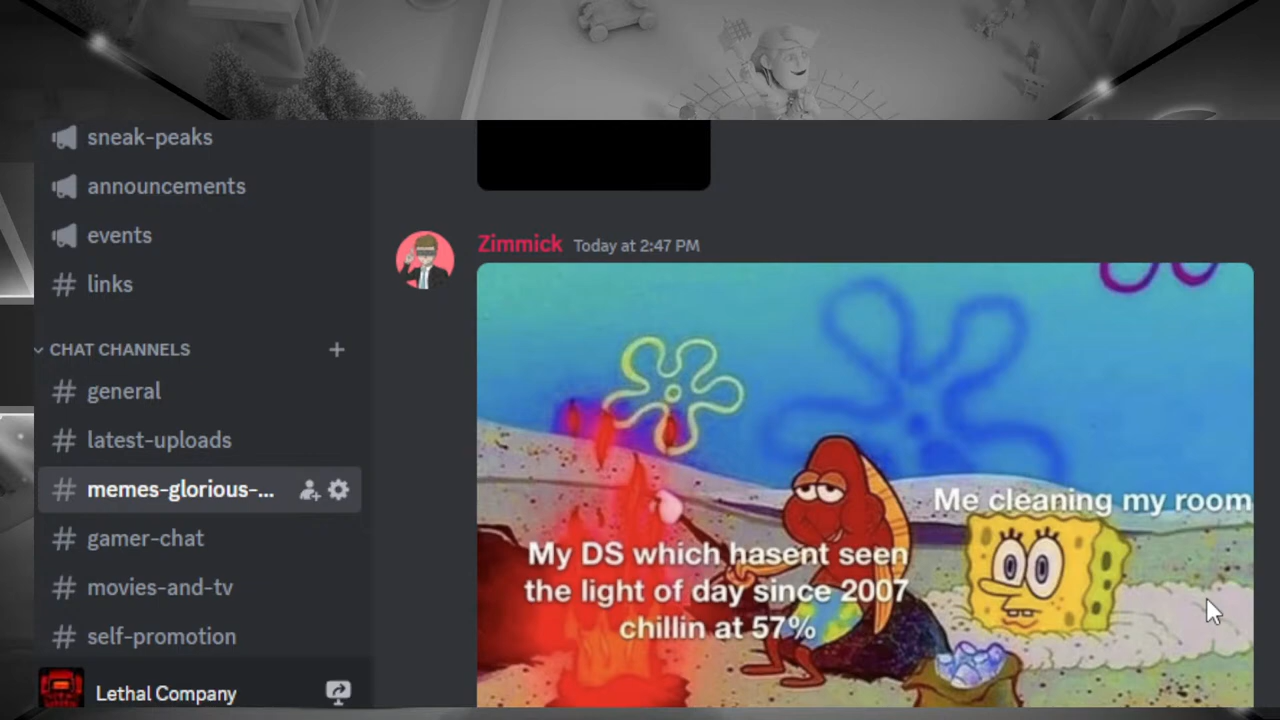 sneak-peaks
announcements
events
links
CHAT CHANNELS
general
latest-uploads
memes-glorious-...
gamer-chat
movies-and-tv
self-promotion
Lethal Company
Zimmick Today at 2:47 PM
Me cleaning my room
My DS which hasent seen
the light of day since 2007
chillin at 57%